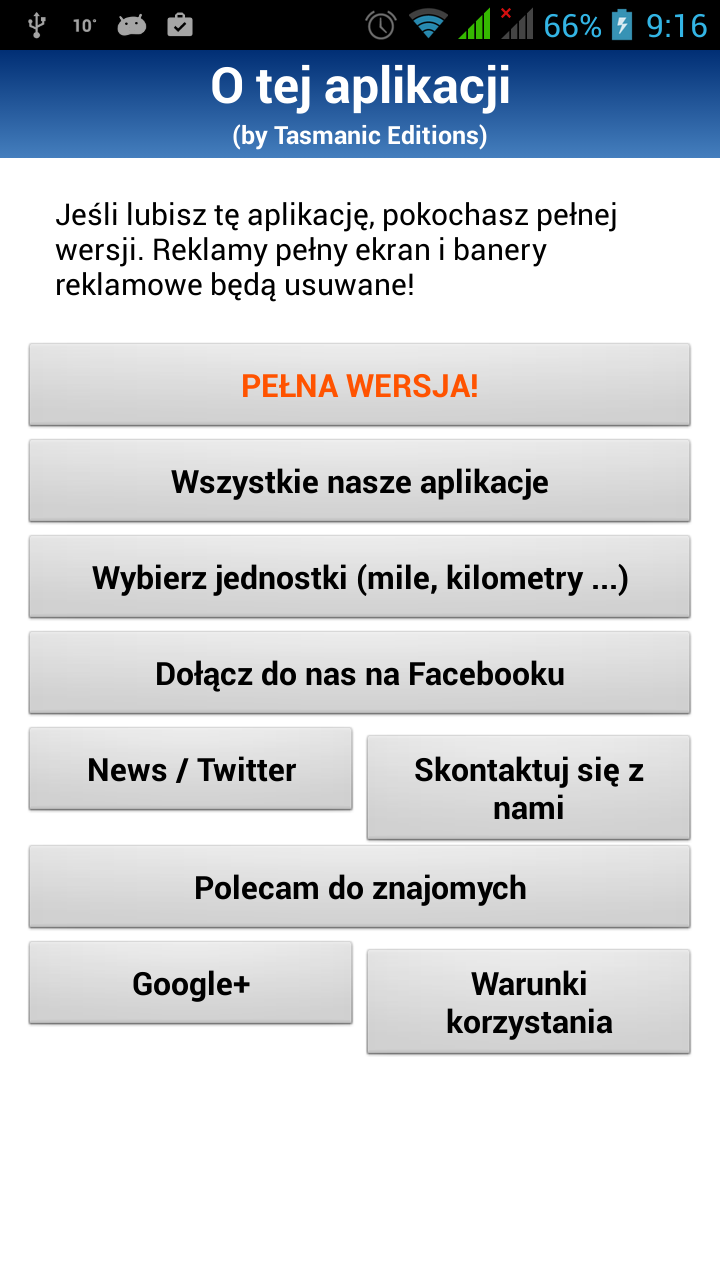 10°
66%
9:16
O tej aplikacji
(by Tasmanic Editions)
Jeśli lubisz tę aplikację, pokochasz pełnej
wersji. Reklamy pełny ekran i banery
reklamowe będą usuwane!
PEŁNA WERSJA!
Wszystkie nasze aplikacje
Wybierz jednostki (mile, kilometry ...)
Dołącz do nas na Facebooku
News / Twitter
Skontaktuj się z
nami
Polecam do znajomych
Google+
Warunki
korzystania